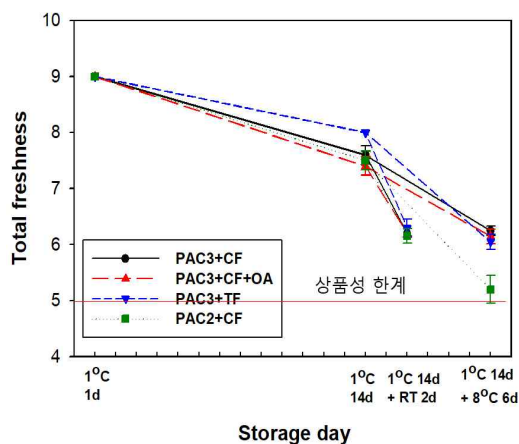 Total freshness
10
9
8
7
6
5
4
PAC3+CF
PAC3+CF+OA
PAC3+TF
PAC2+CF
상품성 한계
1°C
1d
1°C
14d
1°C 14d
+ RT 2d
1°C 14d
+ 8°C 6d
Storage day